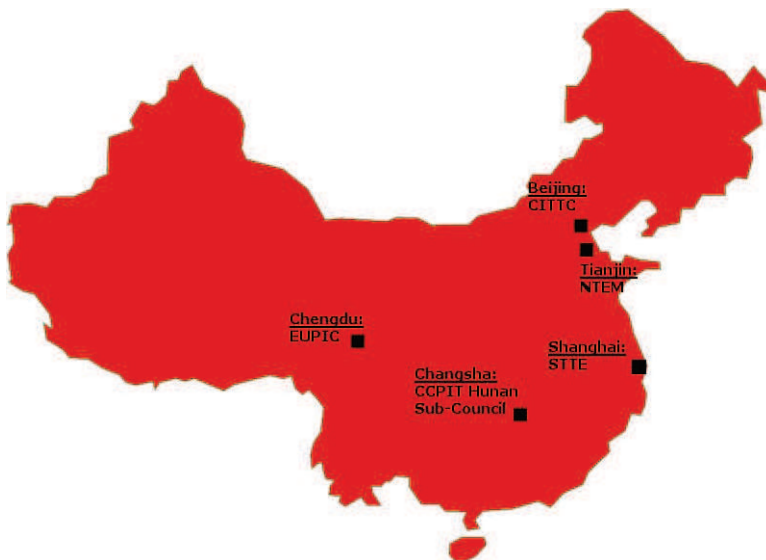 Beijing:
CITTC
Tianjin:
NTEM
Chengdu:
EUPIC
Shanghai:
STTE
Changsha:
CCPIT Hunan
Sub-Council